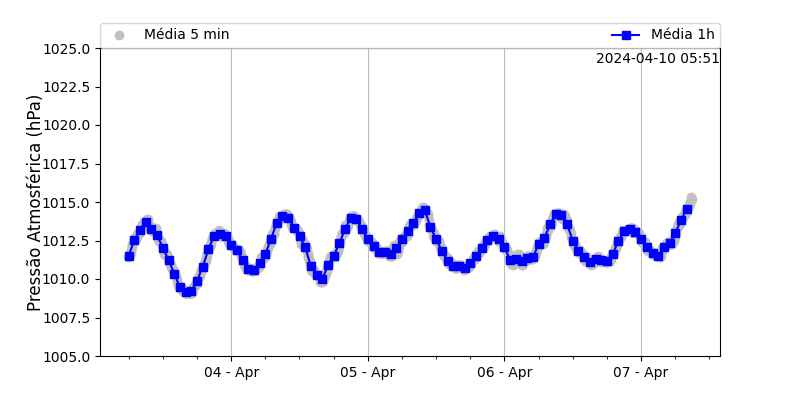 Média 5 min
Média 1h
2024-04-10 05:51
Pressão Atmosférica (hPa)
1025.0
1022.5
1020.0
1017.5
1015.0
1012.5
1010.0
1007.5
1005.0
04 - Apr
05 - Apr
06 - Apr
07 - Apr